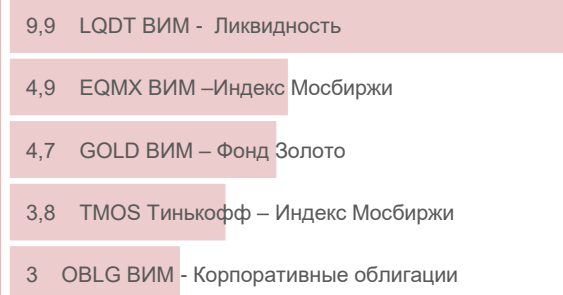 9,9 LQDT ВИМ - Ликвидность
4,9 EQMX ВИМ –Индекс Мосбиржи
4,7 GOLD ВИМ – Фонд Золото
3,8 TMOS Тинькофф – Индекс Мосбиржи
3 OBLG ВИМ - Корпоративные облигации